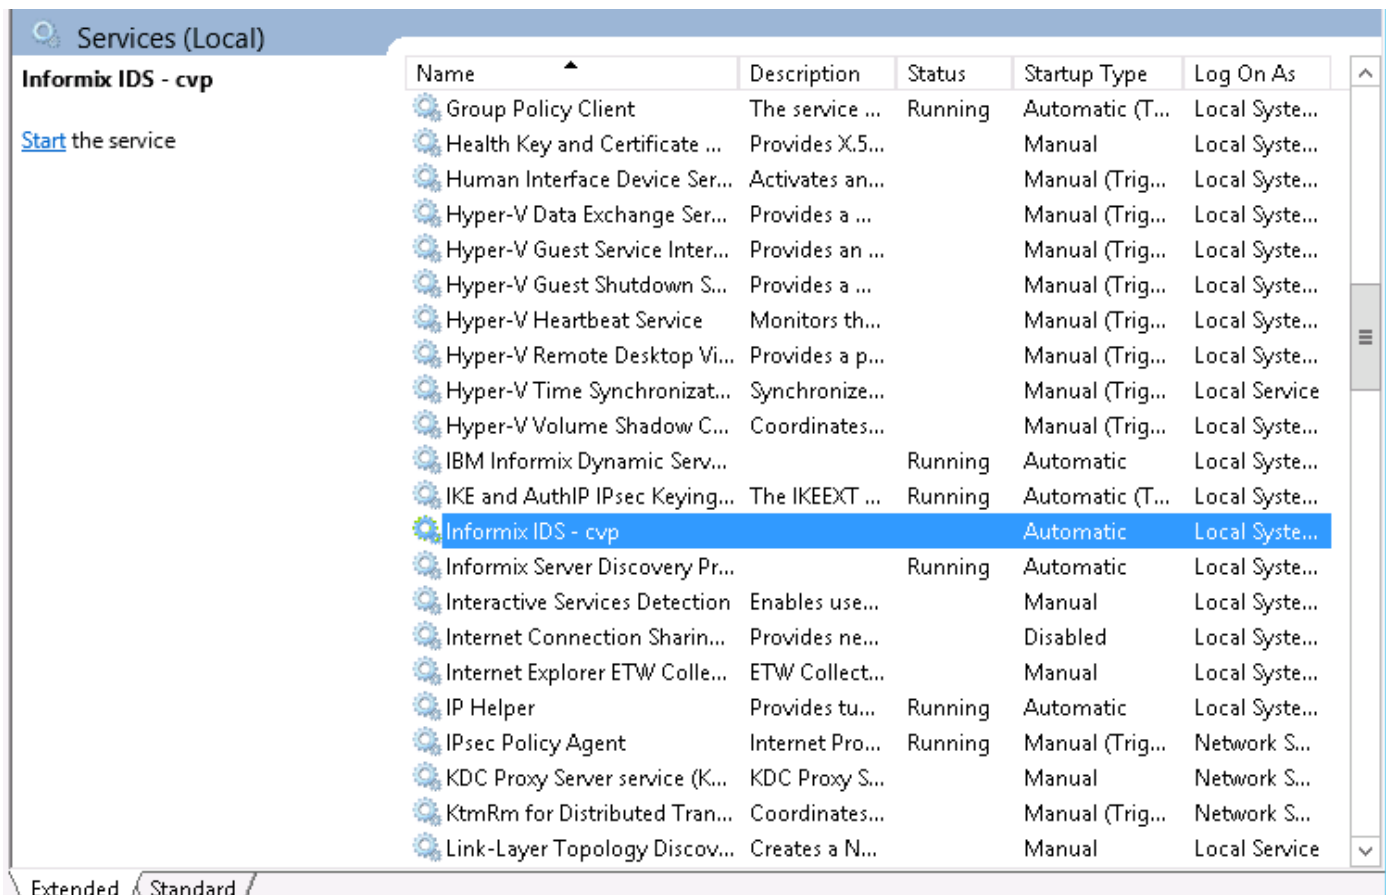 Services (Local)
Informix IDS - cvp
Start the service
Name Description Status Startup Type Log On As
Group Policy Client The service ... Running Automatic (T... Local Syste...
Health Key and Certificate ... Provides X.5... Manual Local Syste...
Human Interface Device Ser... Activates an... Manual (Trig... Local Syste...
Hyper-V Data Exchange Ser... Provides a ... Manual (Trig... Local Syste...
Hyper-V Guest Service Inter... Provides an ... Manual (Trig... Local Syste...
Hyper-V Guest Shutdown S... Provides a ... Manual (Trig... Local Syste...
Hyper-V Heartbeat Service Monitors th... Manual (Trig... Local Syste...
Hyper-V Remote Desktop Vi... Provides a p... Manual (Trig... Local Syste...
Hyper-V Time Synchronizat... Synchronize... Manual (Trig... Local Service
Hyper-V Volume Shadow C... Coordinates... Manual (Trig... Local Syste...
IBM Informix Dynamic Serv... Running Automatic Local Syste...
IKE and AuthIP IPsec Keying... The IKEEXT ... Running Automatic (T... Local Syste...
Informix IDS - cvp Automatic Local Syste...
Informix Server Discovery Pr... Running Automatic Local Syste...
Interactive Services Detection Enables use... Manual Local Syste...
Internet Connection Sharin... Provides ne... Disabled Local Syste...
Internet Explorer ETW Colle... ETW Collect... Manual Local Syste...
IP Helper Provides tu... Running Automatic Local Syste...
IPsec Policy Agent Internet Pro... Running Manual (Trig... Network S...
KDC Proxy Server service (K... KDC Proxy S... Manual Network S...
KtmRm for Distributed Tran... Coordinates... Manual (Trig... Network S...
Link-Layer Topology Discov... Creates a N... Manual Local Service
Extended Standard